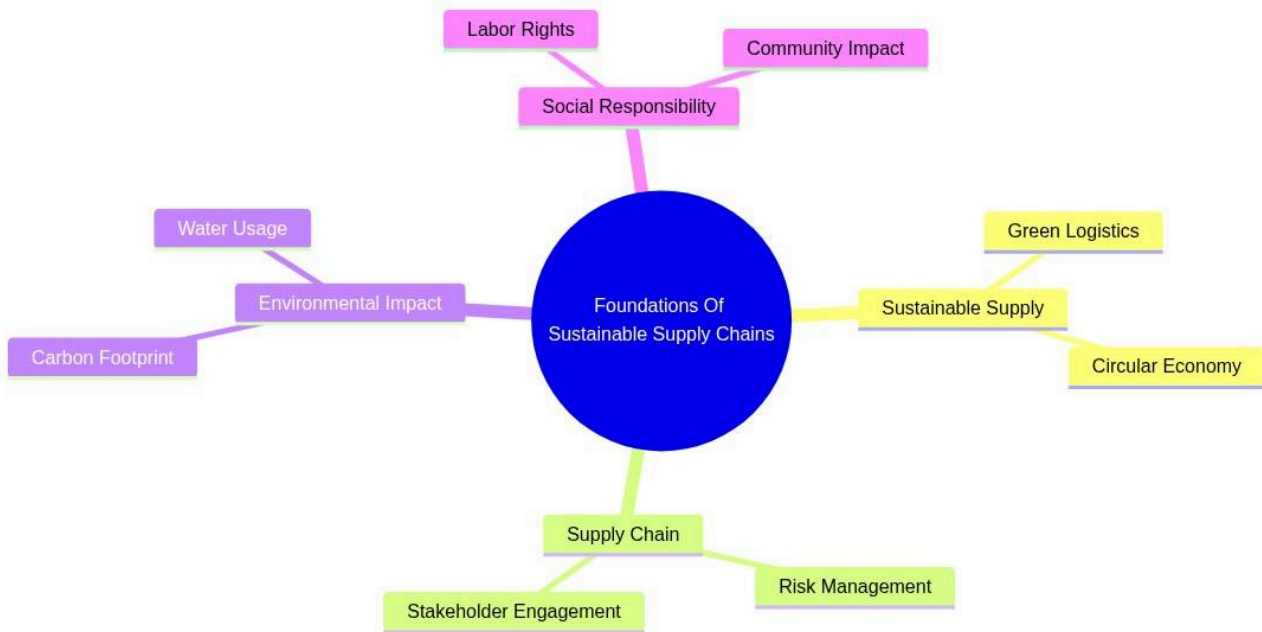 Labor Rights
Community Impact
Social Responsibility
Water Usage
Green Logistics
Environmental Impact
Foundations Of
Sustainable Supply Chains
Sustainable Supply
Carbon Footprint
Circular Economy
Supply Chain
Risk Management
Stakeholder Engagement